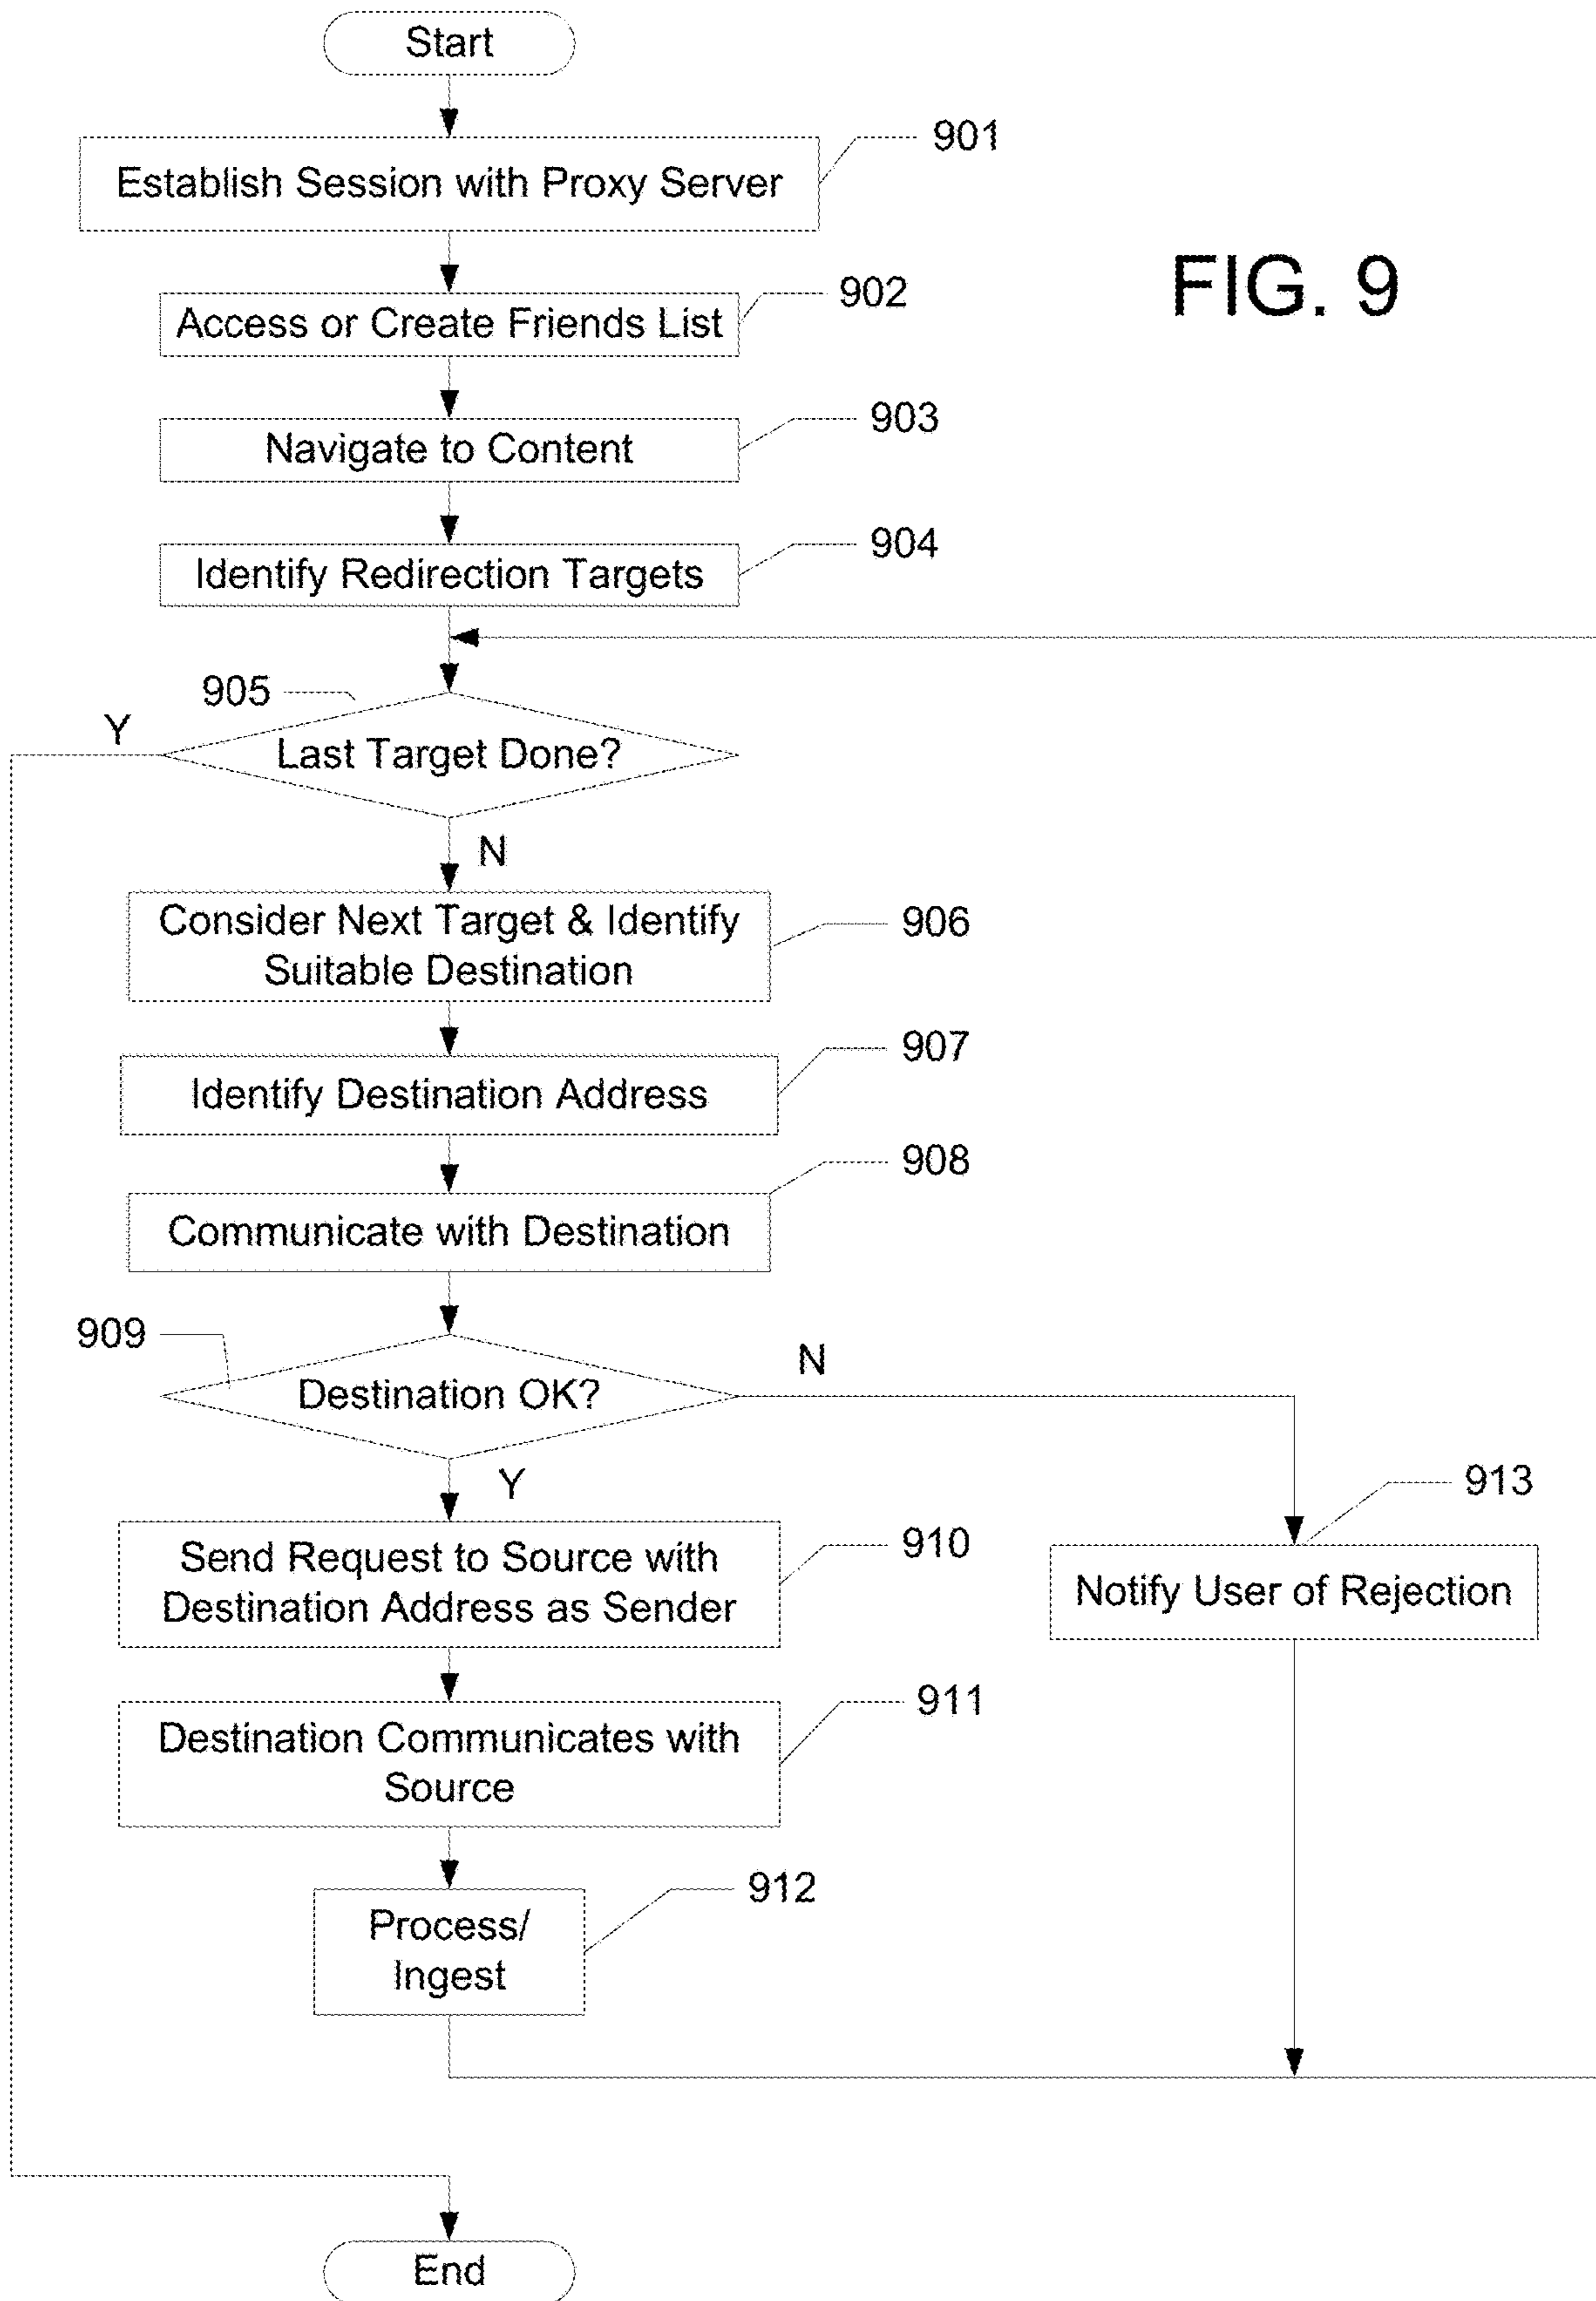 Start
901
Establish Session with Proxy Server
FIG. 9
902
Access or Create Friends List
903
Navigate to Content
904
Identify Redirection Targets
905
Y
Last Target Done?
N
Consider Next Target & Identify
Suitable Destination
906
907
Identify Destination Address
908
Communicate with Destination
909
N
Destination OK?
Y
913
Send Request to Source with
Destination Address as Sender
910
Notify User of Rejection
911
Destination Communicates with
Source
912
Process/
Ingest
End